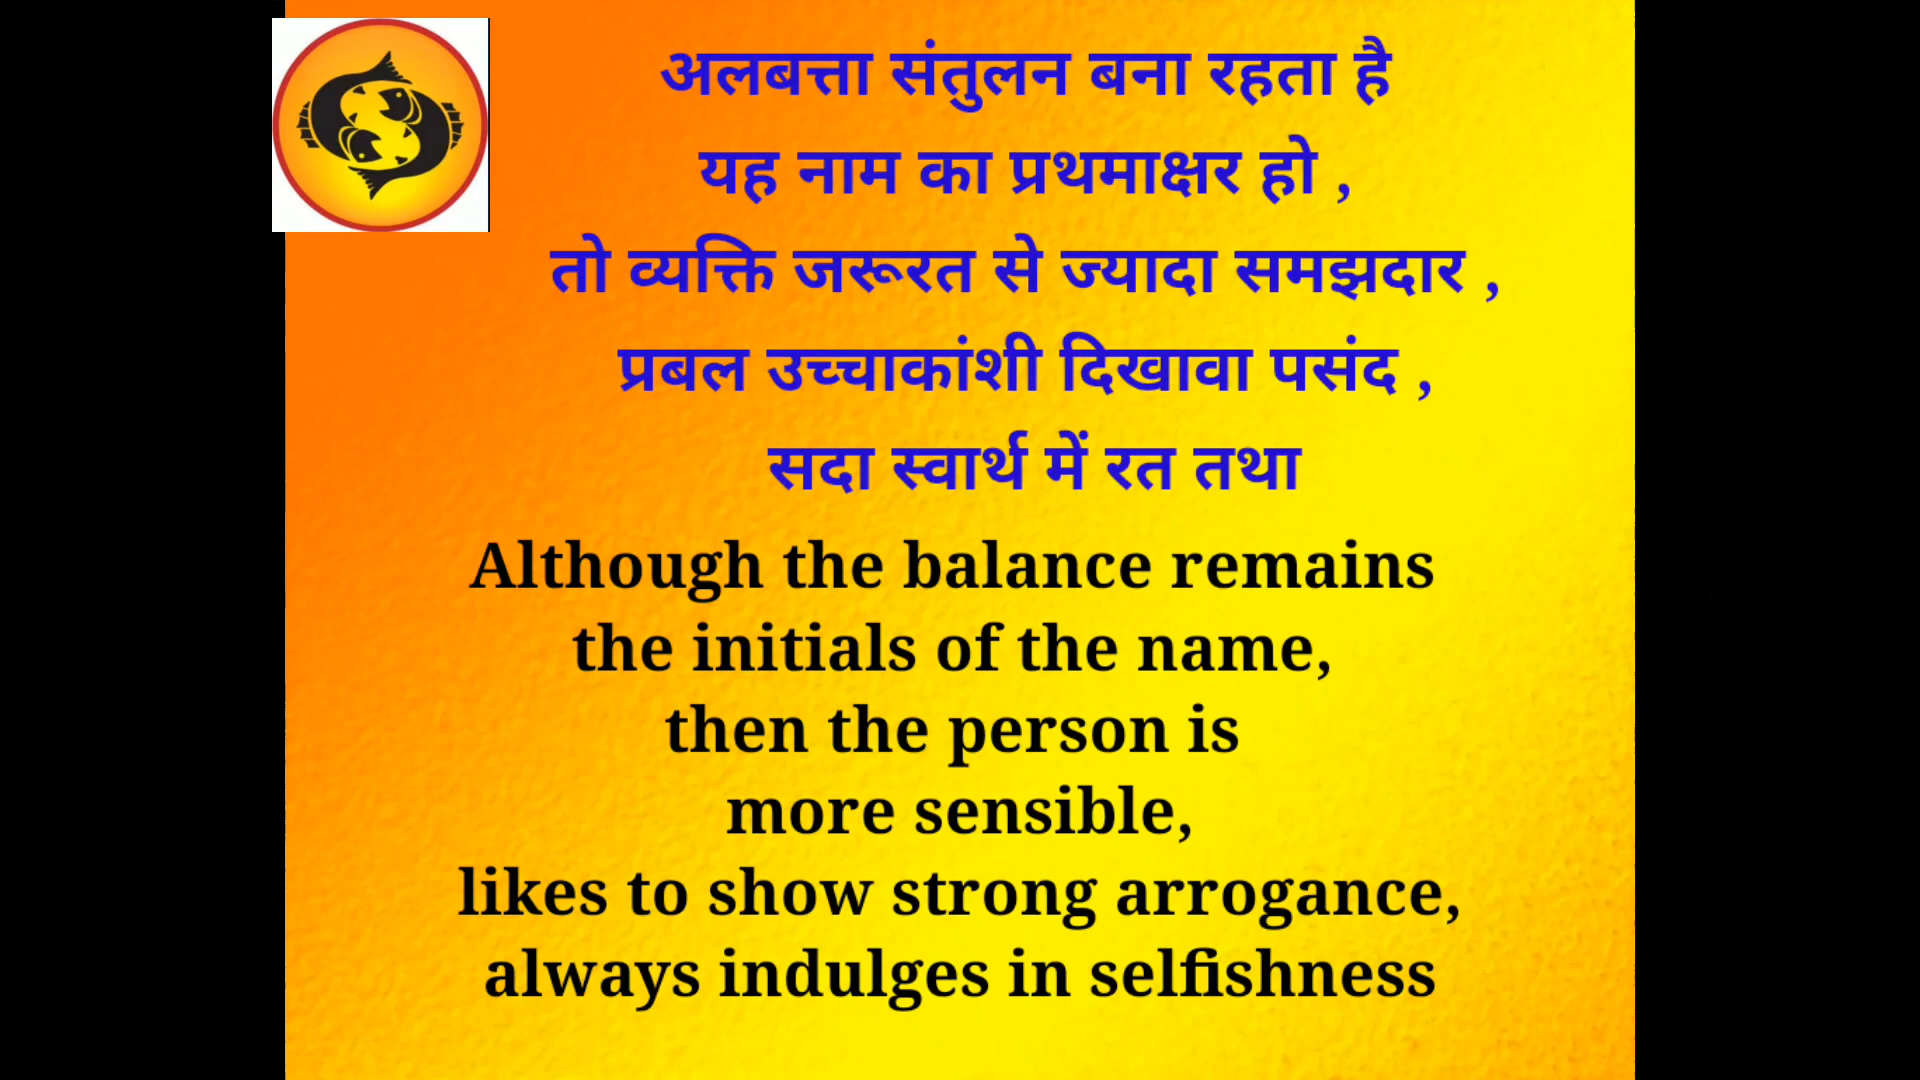 अलबत्ता संतुलन बना रहता है
यह नाम का प्रथमाक्षर हो ,
तो व्यक्ति जरूरत से ज्यादा समझदार ,
प्रबल उच्चाकांशी दिखावा पसंद ,
सदा स्वार्थ में रत तथा
Although the balance remains
the initials of the name,
then the person is
more sensible,
likes to show strong arrogance,
always indulges in selfishness